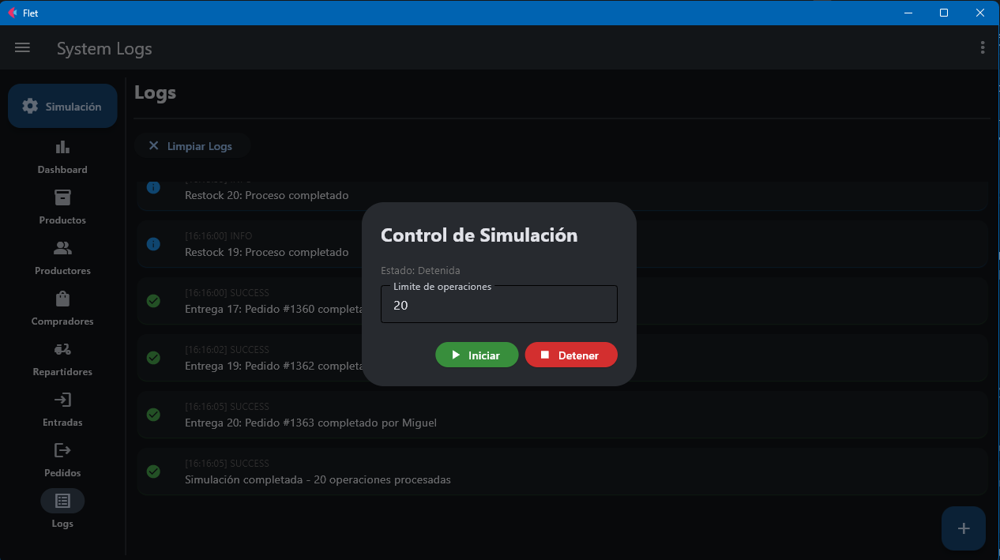 Flet
System Logs
Simulación
Dashboard
Productos
Productores
Compradores
Repartidores
Entradas
Pedidos
Logs
Logs
Limpiar Logs
Restock 20: Proceso completado
[16:16:00] INFO
Restock 19: Proceso completado
[16:16:00] SUCCESS
Entrega 17: Pedido #1360 completa
[16:16:02] SUCCESS
Entrega 19: Pedido #1362 completa
[16:16:05] SUCCESS
Entrega 20: Pedido #1363 completado por Miguel
[16:16:05] SUCCESS
Simulación completada - 20 operaciones procesadas
Control de Simulación
Estado: Detenida
Limite de operaciones
20
Iniciar
Detener